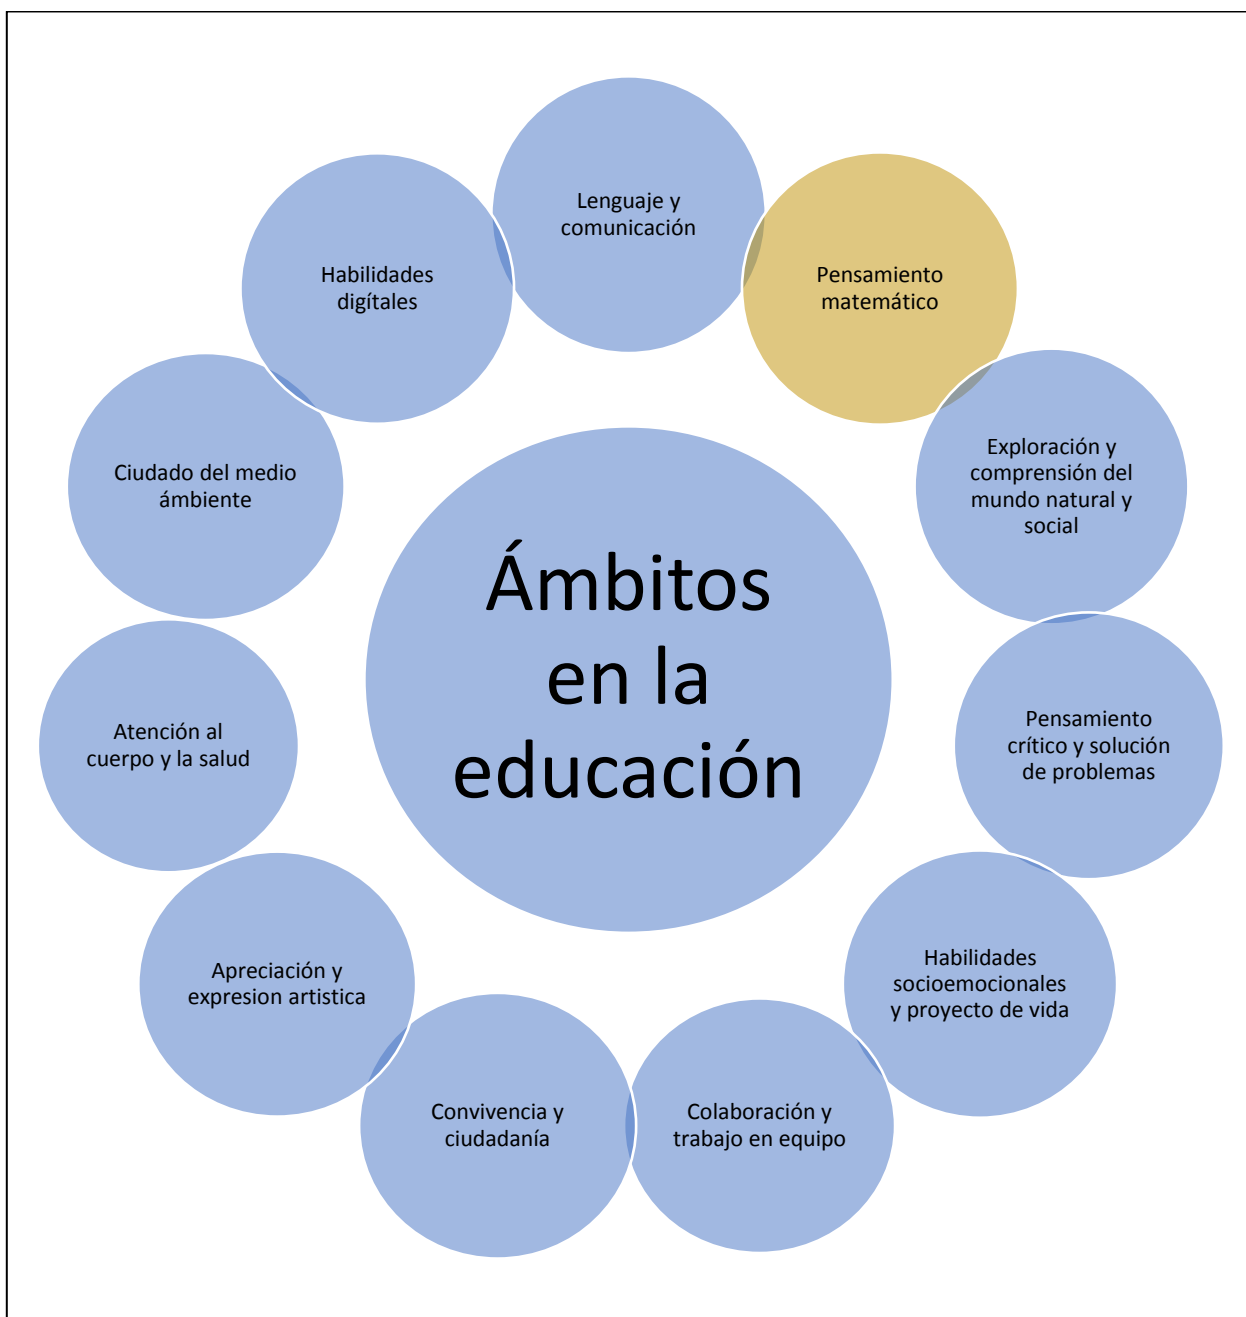 Lenguaje y
comunicación
Pensamiento
matemático
Exploración y
comprensión del
mundo natural y
social
Pensamiento
crítico y solución
de problemas
Habilidades
socioemocionales
y proyecto de vida
Colaboración y
trabajo en equipo
Convivencia y
ciudadanía
Apreciación y
expresion artistica
Atención al
cuerpo y la salud
Ciudado del medio
ámbiente
Habilidades
digítales
Ámbitos
en la
educación